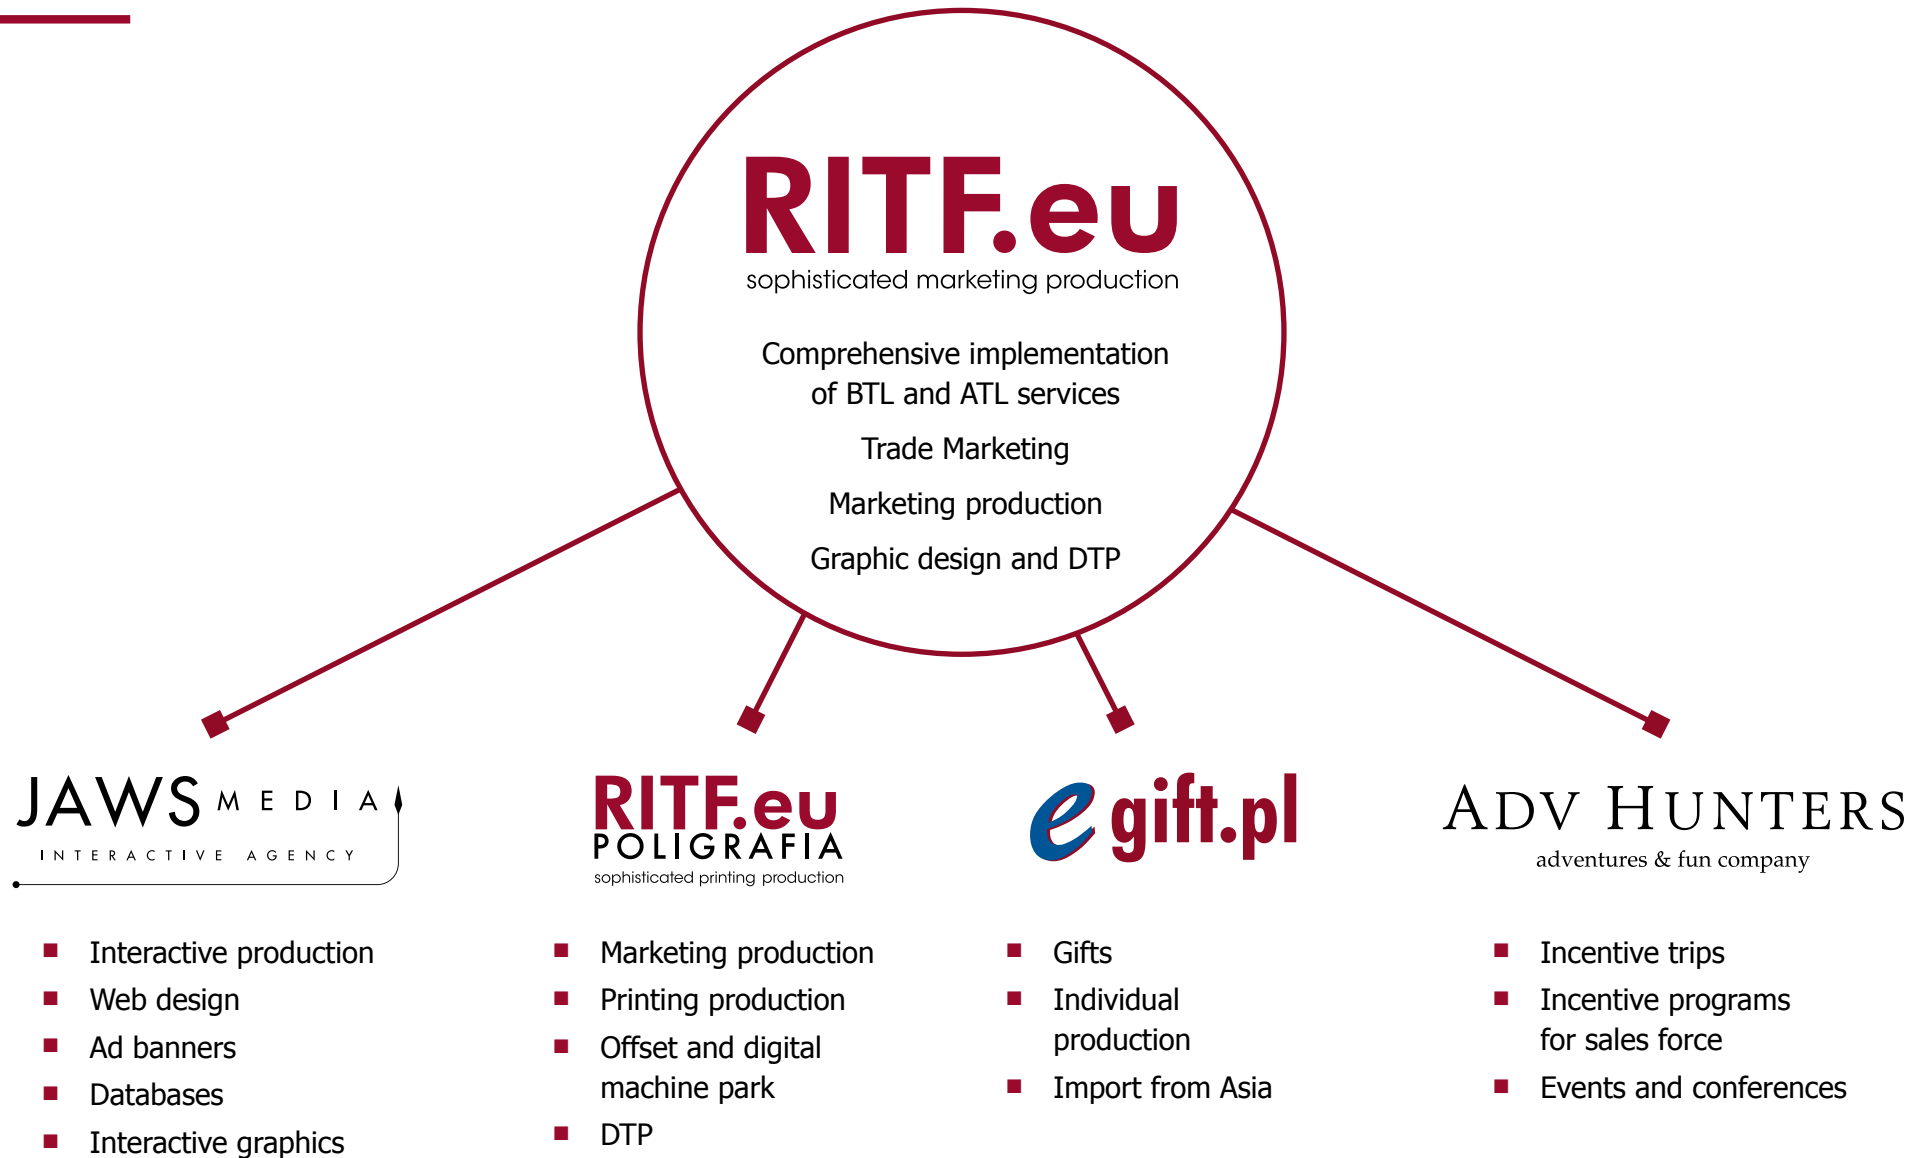 RITF.eu
sophisticated marketing production
Comprehensive implementation
of BTL and ATL services
Trade Marketing
Marketing production
Graphic design and DTP
JAWS MEDIA
INTERACTIVE AGENCY
Interactive production
Web design
Ad banners
Databases
Interactive graphics
RITF.eu
POLIGRAFIA
sophisticated printing production
Marketing production
Printing production
Offset and digital
machine park
DTP
e gift.pl
Gifts
Individual
production
Import from Asia
ADV HUNTERS
adventures & fun company
Incentive trips
Incentive programs
for sales force
Events and conferences